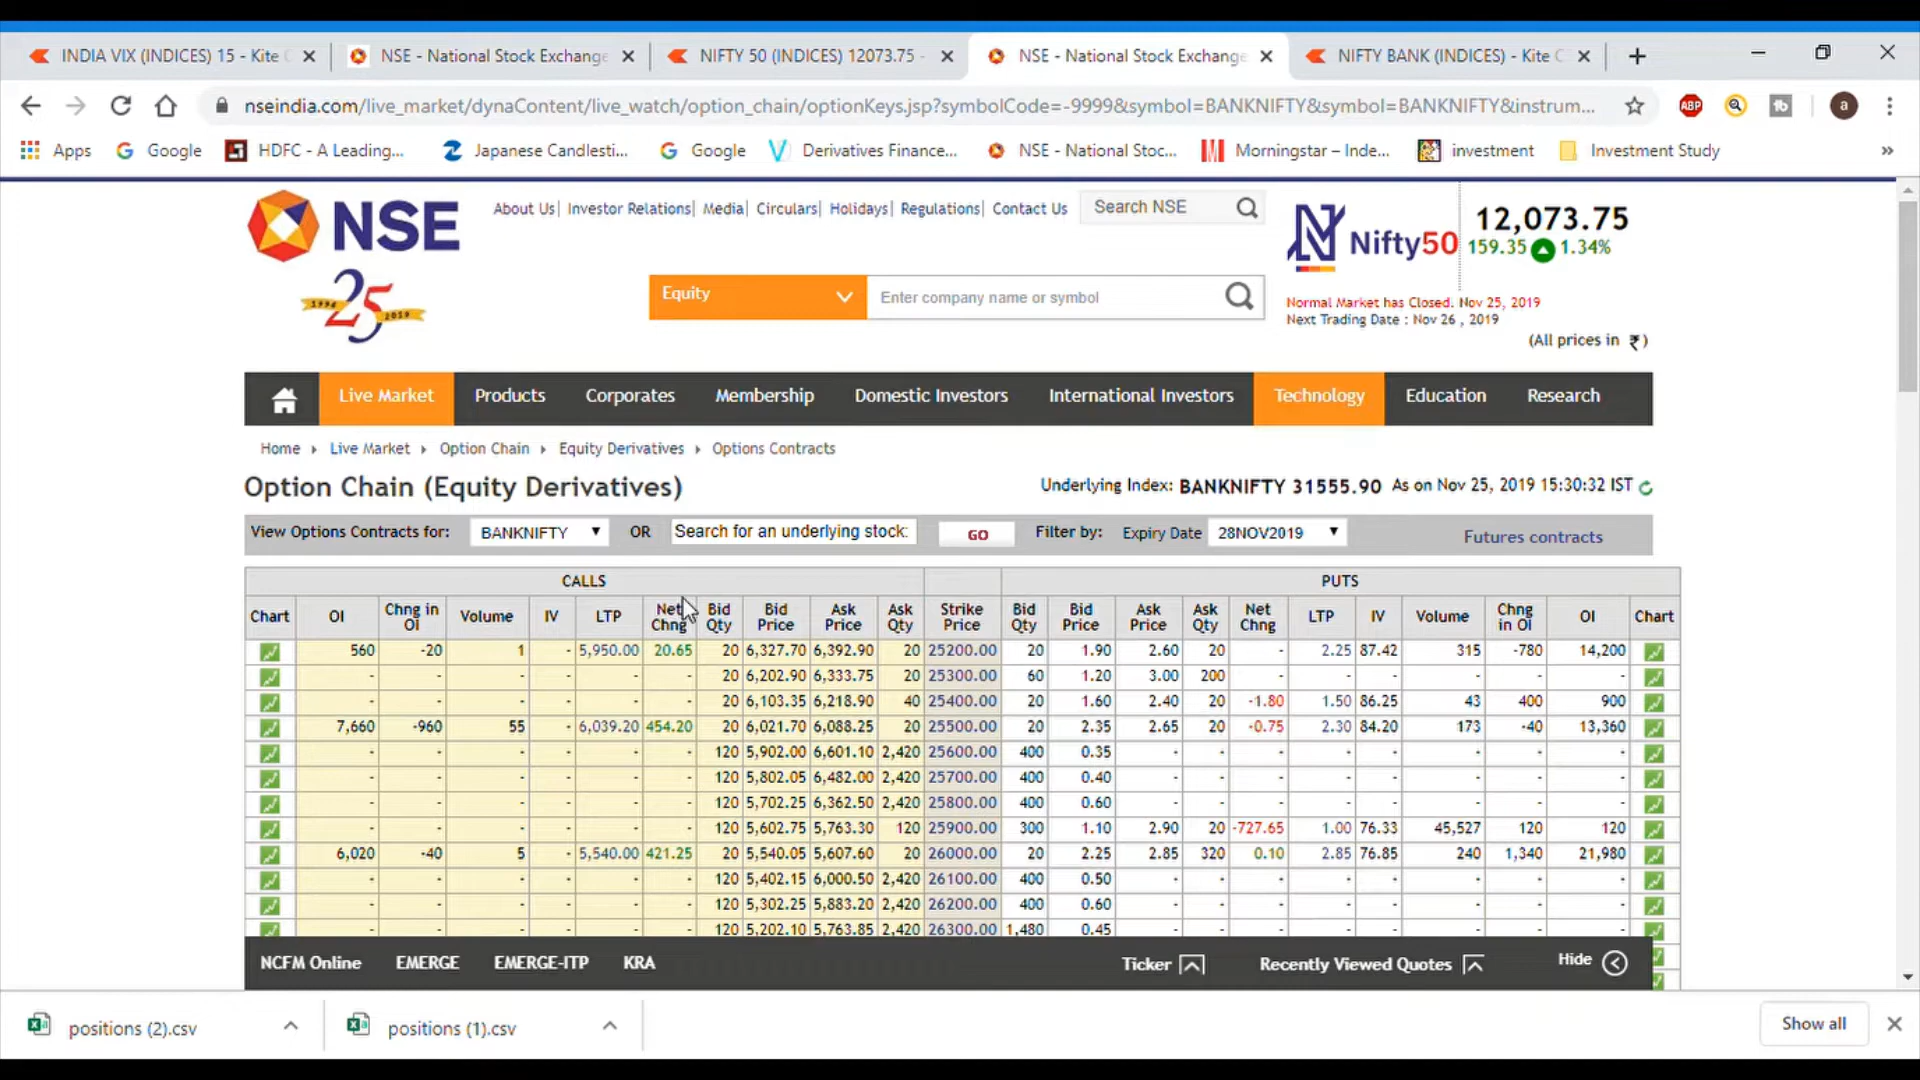 INDIA VIX (INDICES) 15 - Kite
NSE - National Stock Exchange
NIFTY 50 (INDICES) 12073.75 -
NSE - National Stock Exchange
NIFTY BANK (INDICES) - Kite C
nseindia.com/live_market/dynaContent/live_watch/option_chain/optionKeys.jsp?symbolCode=-9999&symbol=BANKNIFTY&symbol=BANKNIFTY&instrum...
ABP
a
Apps Google HDFC - A Leading... Japanese Candlesti... Google Derivatives Finance... NSE - National Stoc... Morningstar – Inde... investment Investment Study »
NSE
1994 25 2019
About Us| Investor Relations| Media| Circulars| Holidays| Regulations| Contact Us
Search NSE
Equity
Enter company name or symbol
Nifty50
12,073.75
159.35 1.34%
Normal Market has Closed. Nov 25, 2019
Next Trading Date : Nov 26 , 2019
(All prices in ₹)
Live Market Products Corporates Membership Domestic Investors International Investors Technology Education Research
Home Live Market Option Chain Equity Derivatives Options Contracts
Option Chain (Equity Derivatives)
Underlying Index: BANKNIFTY 31555.90 As on Nov 25, 2019 15:30:32 IST
View Options Contracts for: BANKNIFTY OR Search for an underlying stock: GO Filter by: Expiry Date 28NOV2019 Futures contracts
CALLS PUTS
Chart OI Chng in OI Volume IV LTP Net Chng Bid Qty Bid Price Ask Price Ask Qty Strike Price Bid Qty Bid Price Ask Price Ask Qty Net Chng LTP IV Volume Chng in OI OI Chart
560 -20 1 - 5,950.00 20.65 20 6,327.70 6,392.90 20 25200.00 20 1.90 2.60 20 - 2.25 87.42 315 -780 14,200
- - - - - - 20 6,202.90 6,333.75 20 25300.00 60 1.20 3.00 200 - - - - - -
- - - - - - 20 6,103.35 6,218.90 40 25400.00 20 1.60 2.40 20 -1.80 1.50 86.25 43 400 900
7,660 -960 55 - 6,039.20 454.20 20 6,021.70 6,088.25 20 25500.00 20 2.35 2.65 20 -0.75 2.30 84.20 173 -40 13,360
- - - - - - 120 5,902.00 6,601.10 2,420 25600.00 400 0.35 - - - - - - - -
- - - - - - 120 5,802.05 6,482.00 2,420 25700.00 400 0.40 - - - - - - - -
- - - - - - 120 5,702.25 6,362.50 2,420 25800.00 400 0.60 - - - - - - - -
- - - - - - 120 5,602.75 5,763.30 120 25900.00 300 1.10 2.90 20 -727.65 1.00 76.33 45,527 120 120
6,020 -40 5 - 5,540.00 421.25 20 5,540.05 5,607.60 20 26000.00 20 2.25 2.85 320 0.10 2.85 76.85 240 1,340 21,980
- - - - - - 120 5,402.15 6,000.50 2,420 26100.00 400 0.50 - - - - - - - -
- - - - - - 120 5,302.25 5,883.20 2,420 26200.00 400 0.60 - - - - - - - -
- - - - - - 120 5,202.10 5,763.85 2,420 26300.00 1,480 0.45 - - - - - - - -
NCFM Online EMERGE EMERGE-ITP KRA Ticker Recently Viewed Quotes Hide
positions (2).csv positions (1).csv Show all